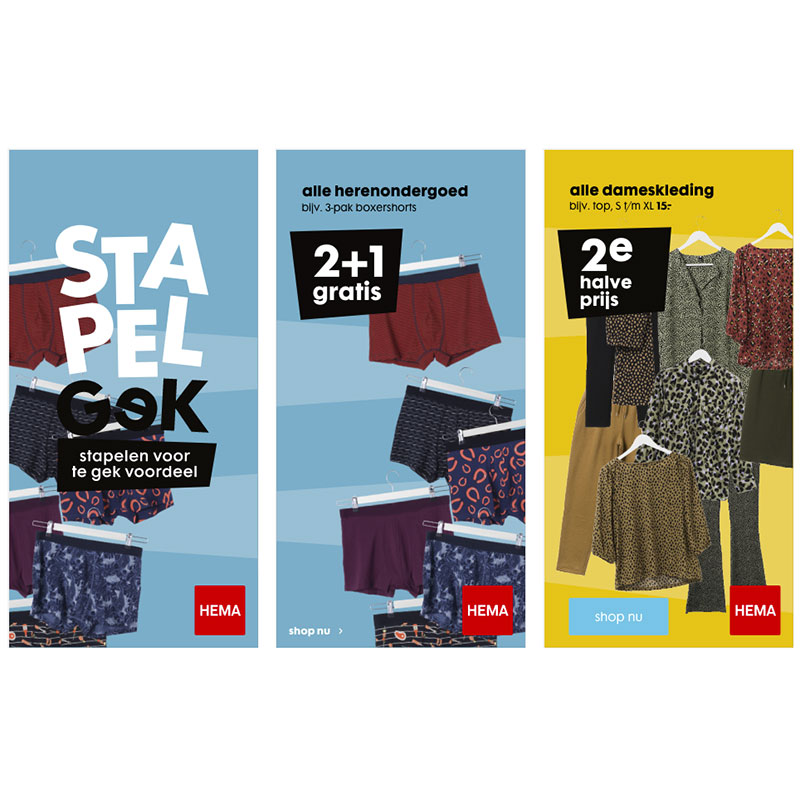 STA
PEL
GEK
stapelen voor
te gek voordeel
HEMA
alle herenondergoed
bijv. 3-pak boxershorts
2+1
gratis
shop nu >
HEMA
alle dameskleding
bijv. top, S t/m XL 15.-
2e
halve
prijs
shop nu
HEMA